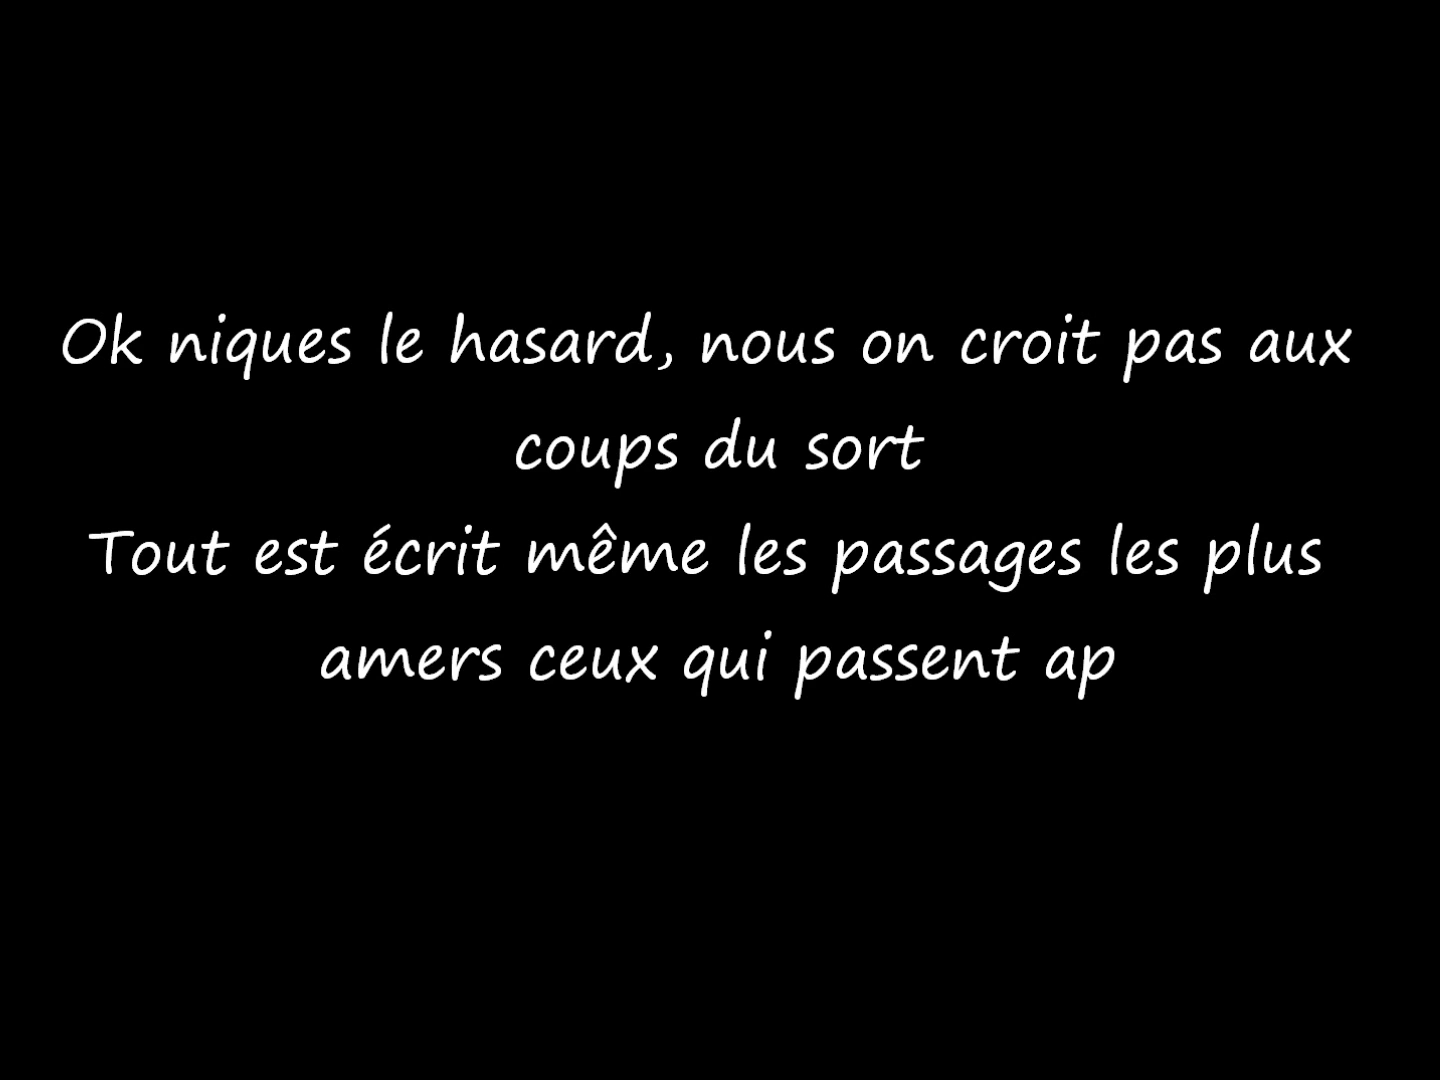 Ok niques le hasard, nous on croit pas aux
coups du sort
Tout est écrit même les passages les plus
amers ceux qui passent ap